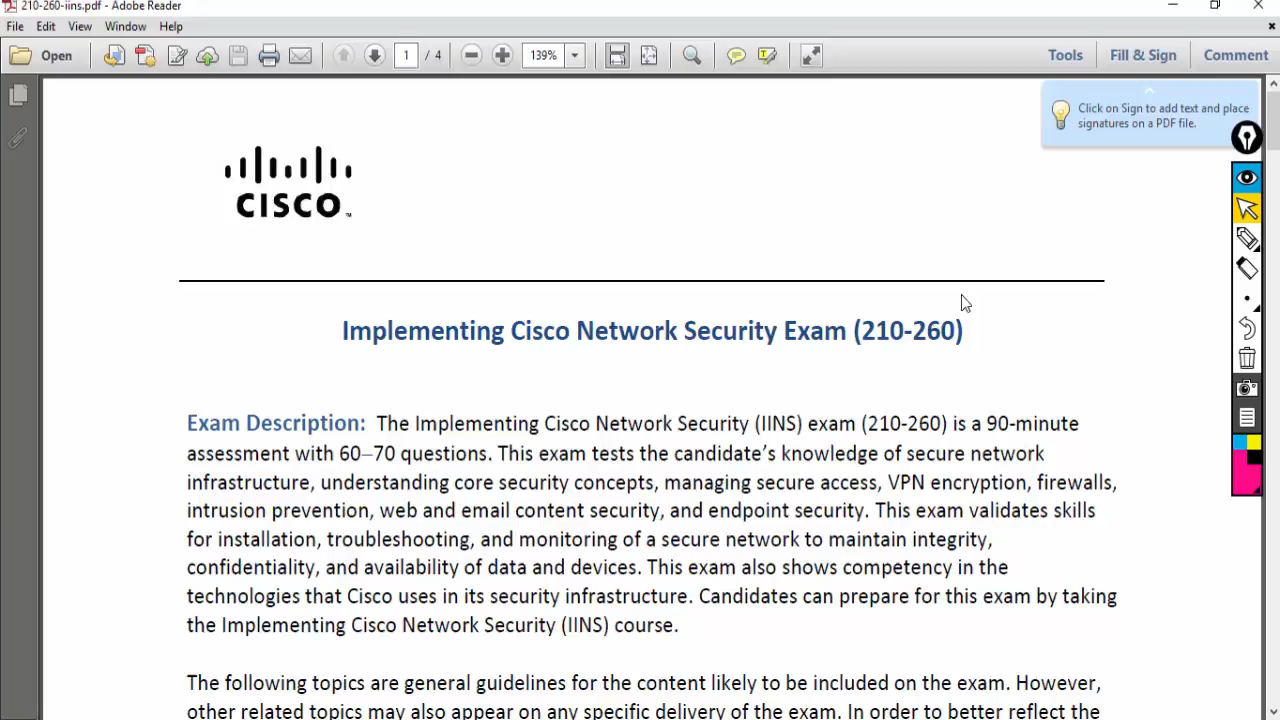 210-260-iins.pdf - Adobe Reader
File Edit View Window Help
Open 1 / 4 139% Tools Fill & Sign Comment
Click on Sign to add text and place
signatures on a PDF file.
CISCO™
Implementing Cisco Network Security Exam (210-260)
Exam Description: The Implementing Cisco Network Security (IINS) exam (210-260) is a 90-minute
assessment with 60–70 questions. This exam tests the candidate's knowledge of secure network
infrastructure, understanding core security concepts, managing secure access, VPN encryption, firewalls,
intrusion prevention, web and email content security, and endpoint security. This exam validates skills
for installation, troubleshooting, and monitoring of a secure network to maintain integrity,
confidentiality, and availability of data and devices. This exam also shows competency in the
technologies that Cisco uses in its security infrastructure. Candidates can prepare for this exam by taking
the Implementing Cisco Network Security (IINS) course.
The following topics are general guidelines for the content likely to be included on the exam. However,
other related topics may also appear on any specific delivery of the exam. In order to better reflect the